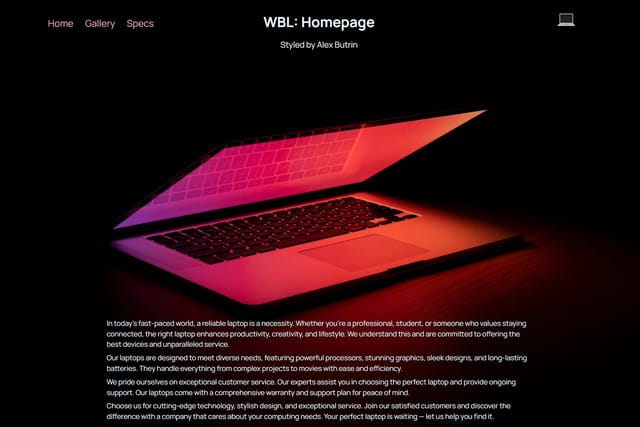 Home Gallery Specs
WBL: Homepage
Styled by Alex Butrin
In today's fast-paced world, a reliable laptop is a necessity. Whether you're a professional, student, or someone who values staying
connected, the right laptop enhances productivity, creativity, and lifestyle. We understand this and are committed to offering the
best devices and unparalleled service.
Our laptops are designed to meet diverse needs, featuring powerful processors, stunning graphics, sleek designs, and long-lasting
batteries. They handle everything from complex projects to movies with ease and efficiency.
We pride ourselves on exceptional customer service. Our experts assist you in choosing the perfect laptop and provide ongoing
support. Our laptops come with a comprehensive warranty and support plan for peace of mind.
Choose us for cutting-edge technology, stylish design, and exceptional service. Join our satisfied customers and discover the
difference with a company that cares about your computing needs. Your perfect laptop is waiting — let us help you find it.